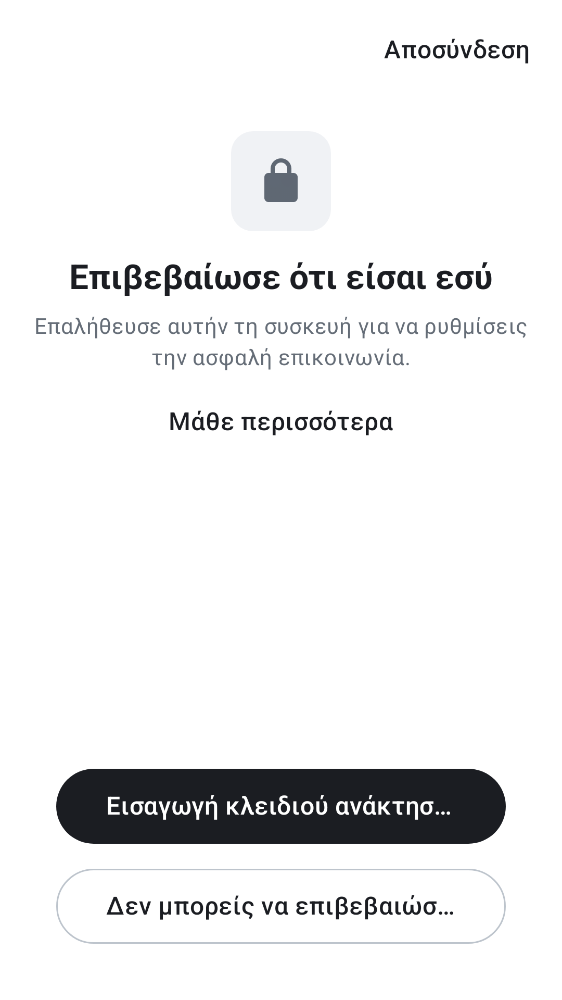 Αποσύνδεση
Επιβεβαίωσε ότι είσαι εσύ
Επαλήθευσε αυτήν τη συσκευή για να ρυθμίσεις
την ασφαλή επικοινωνία.
Μάθε περισσότερα
Εισαγωγή κλειδιού ανάκτησ…
Δεν μπορείς να επιβεβαιώσ…